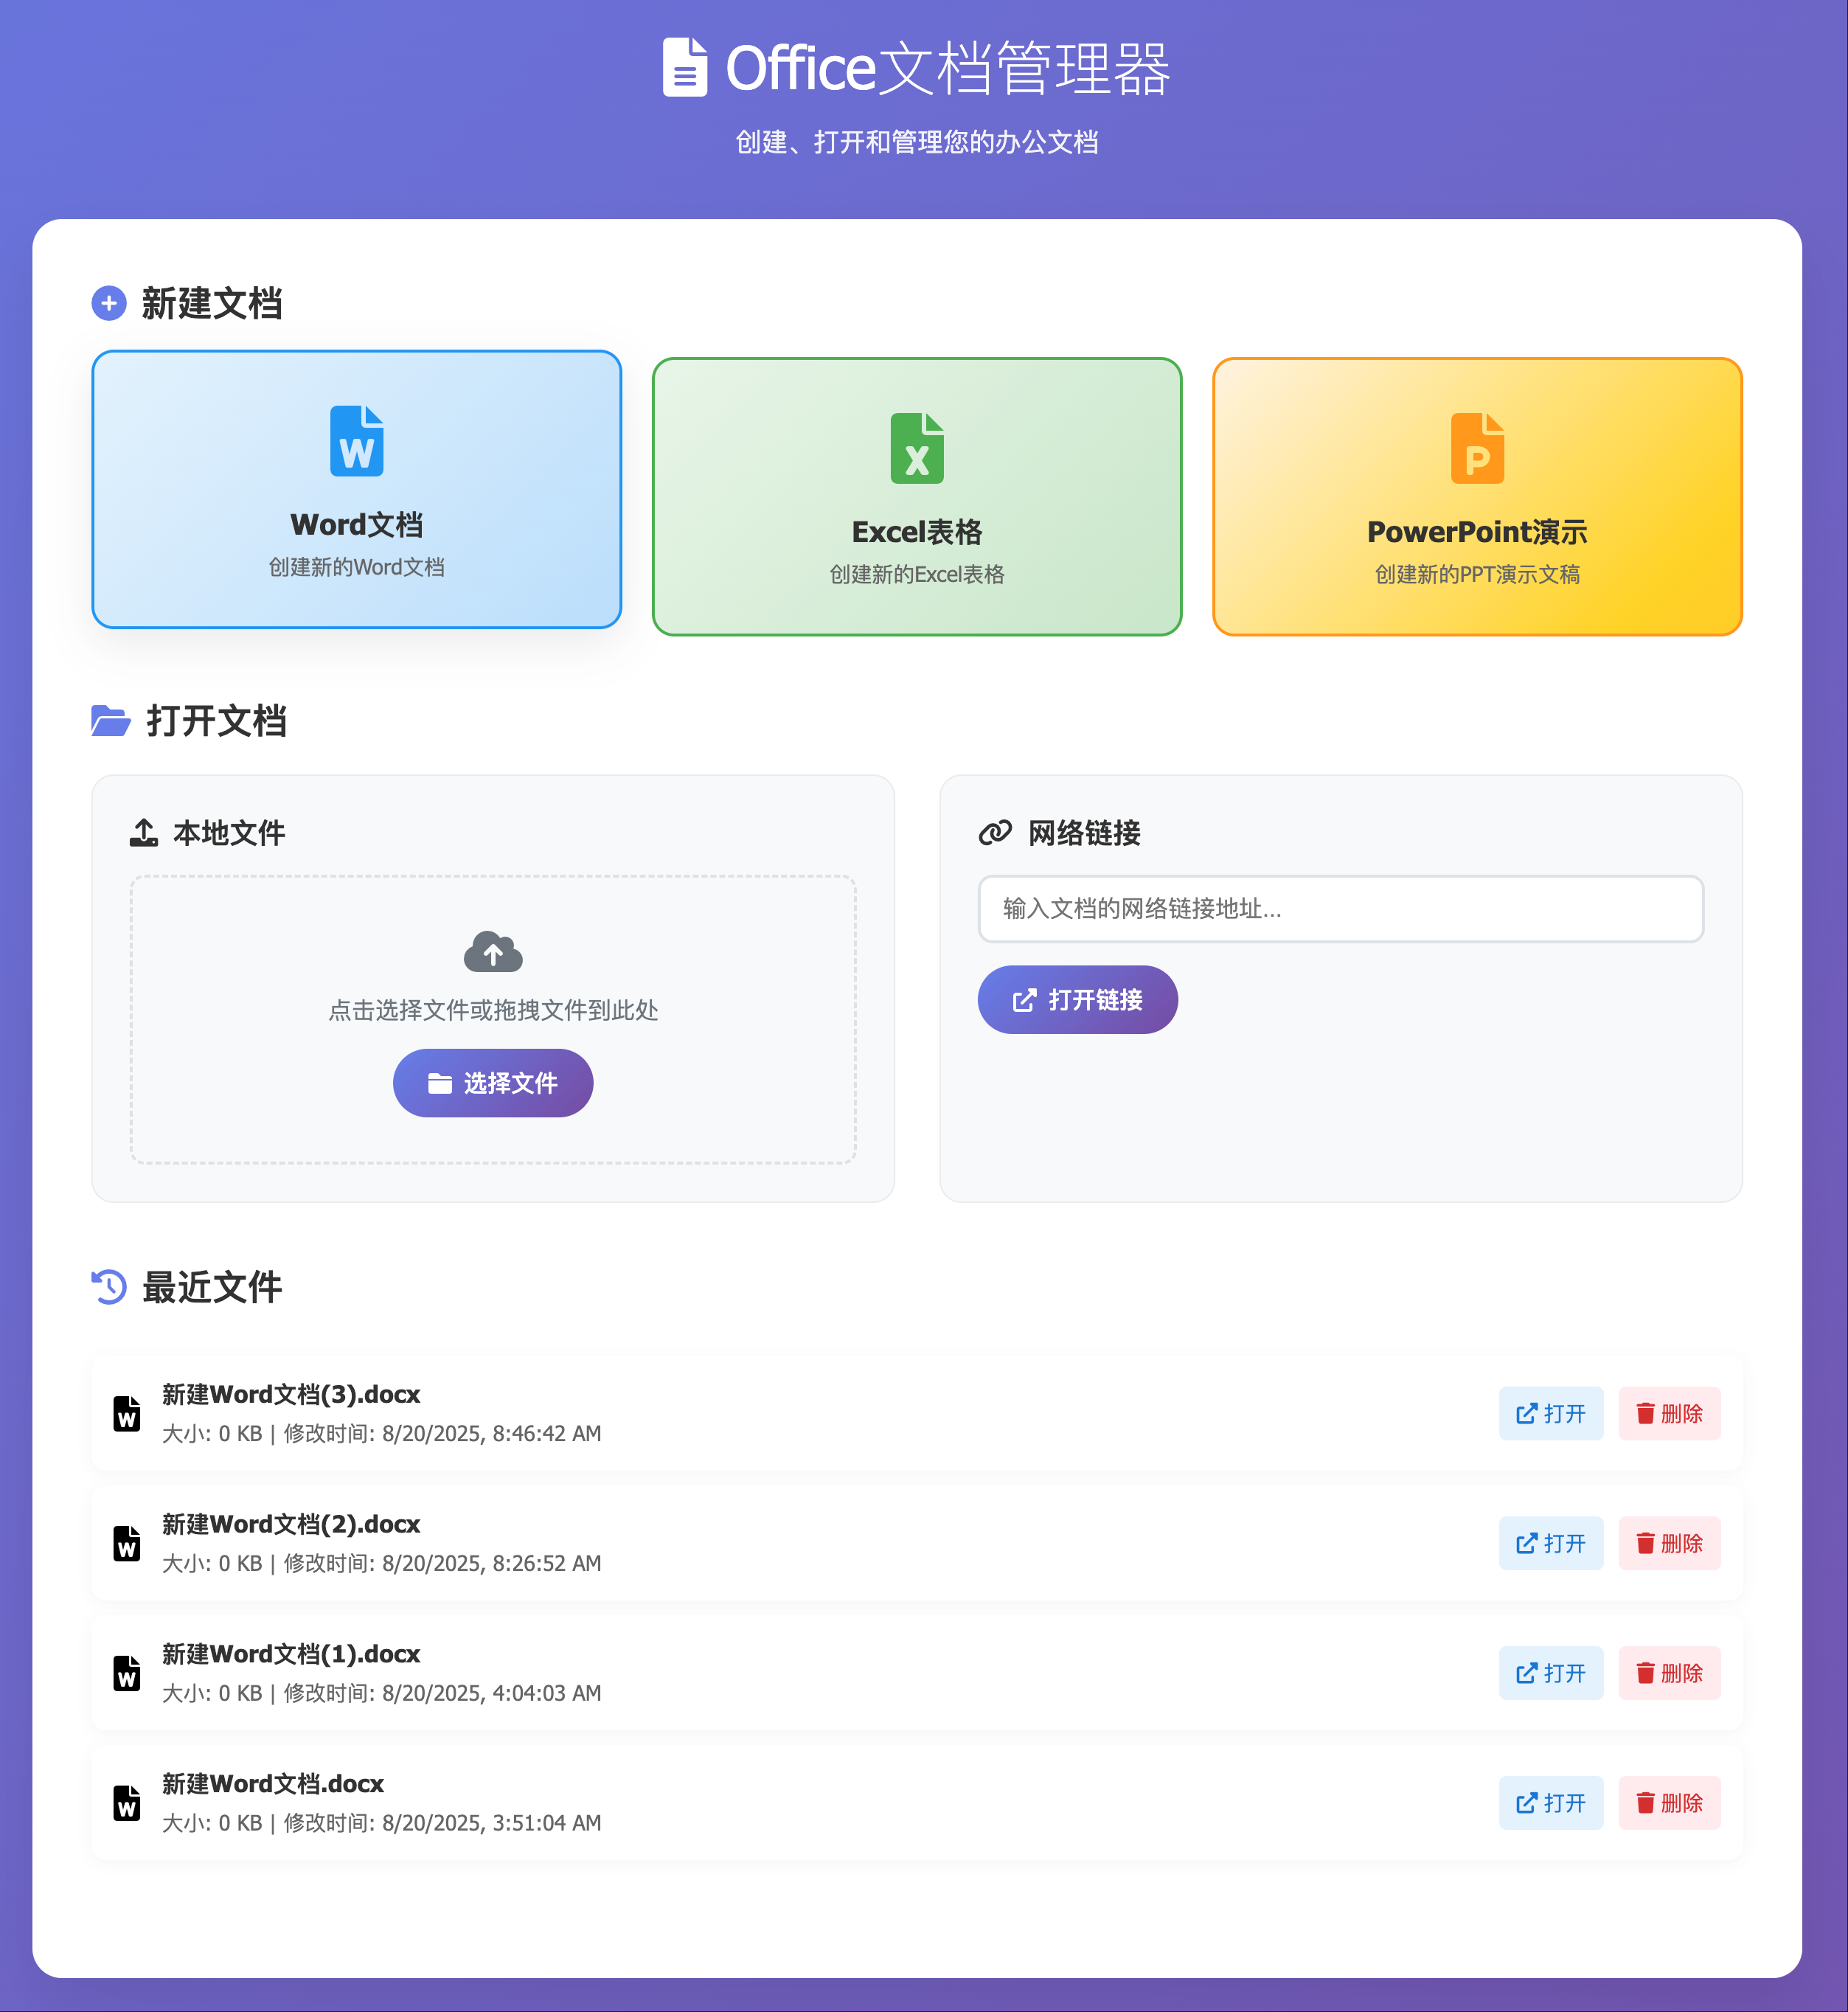 Office文档管理器
创建、打开和管理您的办公文档
新建文档
W
Word文档
创建新的Word文档
X
Excel表格
创建新的Excel表格
P
PowerPoint演示
创建新的PPT演示文稿
打开文档
本地文件
点击选择文件或拖拽文件到此处
选择文件
网络链接
输入文档的网络链接地址...
打开链接
最近文件
W
新建Word文档(3).docx
大小: 0 KB | 修改时间: 8/20/2025, 8:46:42 AM
打开 删除
W
新建Word文档(2).docx
大小: 0 KB | 修改时间: 8/20/2025, 8:26:52 AM
打开 删除
W
新建Word文档(1).docx
大小: 0 KB | 修改时间: 8/20/2025, 4:04:03 AM
打开 删除
W
新建Word文档.docx
大小: 0 KB | 修改时间: 8/20/2025, 3:51:04 AM
打开 删除